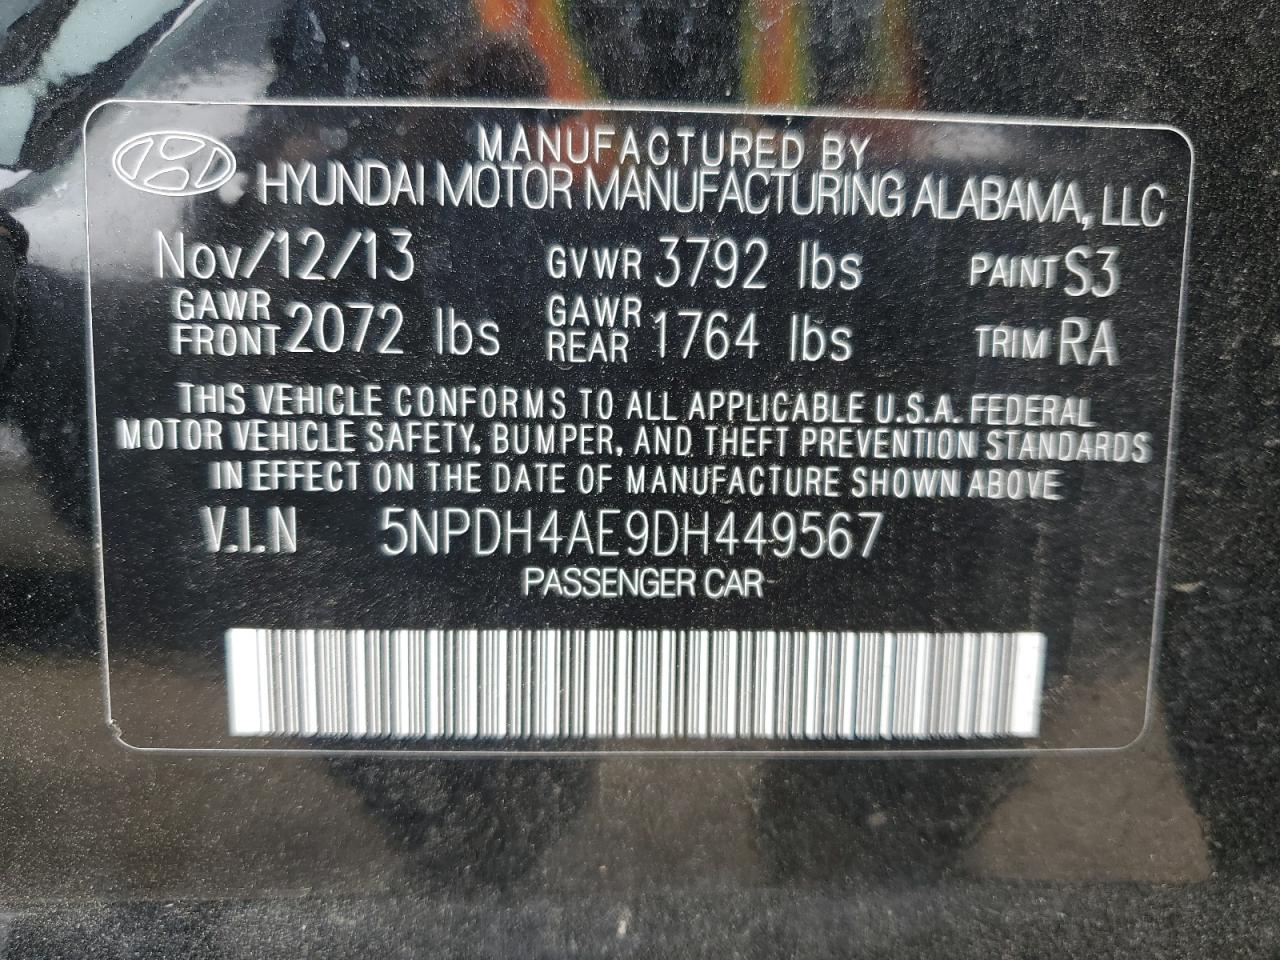 MANUFACTURED BY
HYUNDAI MOTOR MANUFACTURING ALABAMA, LLC
Nov/12/13 GVWR 3792 lbs PAINT S3
GAWR FRONT 2072 lbs GAWR REAR 1764 lbs TRIM RA
THIS VEHICLE CONFORMS TO ALL APPLICABLE U.S.A. FEDERAL
MOTOR VEHICLE SAFETY, BUMPER, AND THEFT PREVENTION STANDARDS
IN EFFECT ON THE DATE OF MANUFACTURE SHOWN ABOVE
V.I.N 5NPDH4AE9DH449567
PASSENGER CAR